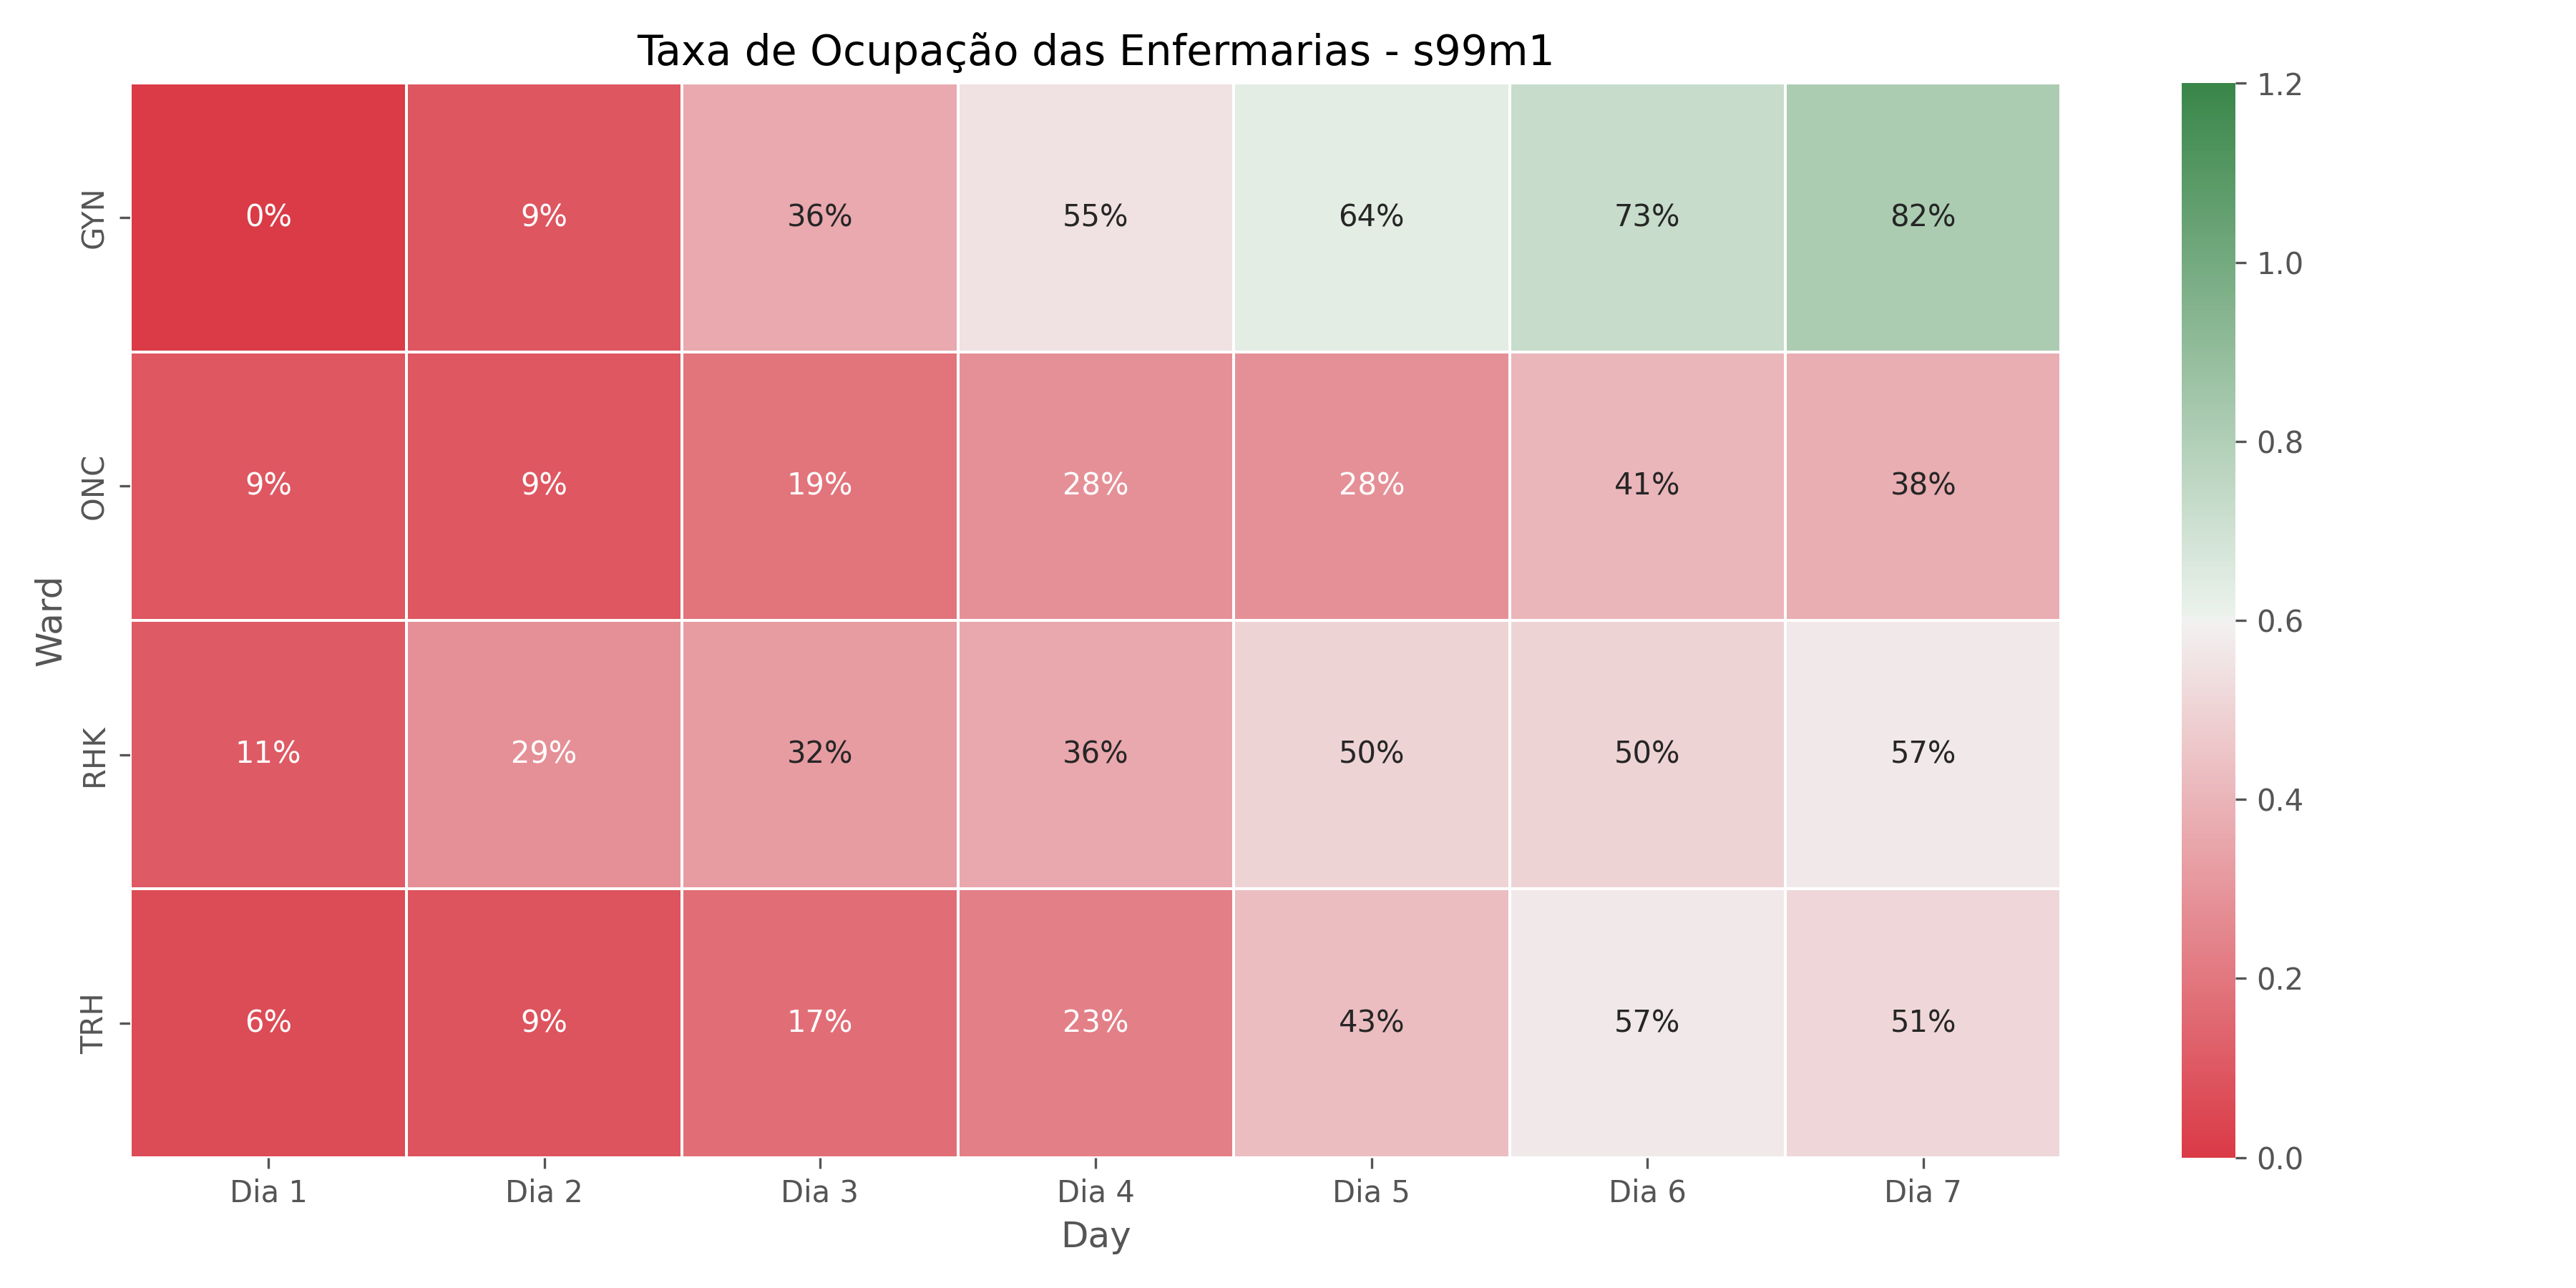 Taxa de Ocupação das Enfermarias - s99m1
Ward
GYN 0% 9% 36% 55% 64% 73% 82%
ONC 9% 9% 19% 28% 28% 41% 38%
RHK 11% 29% 32% 36% 50% 50% 57%
TRH 6% 9% 17% 23% 43% 57% 51%
Dia 1 Dia 2 Dia 3 Dia 4 Dia 5 Dia 6 Dia 7
Day
1.2
1.0
0.8
0.6
0.4
0.2
0.0